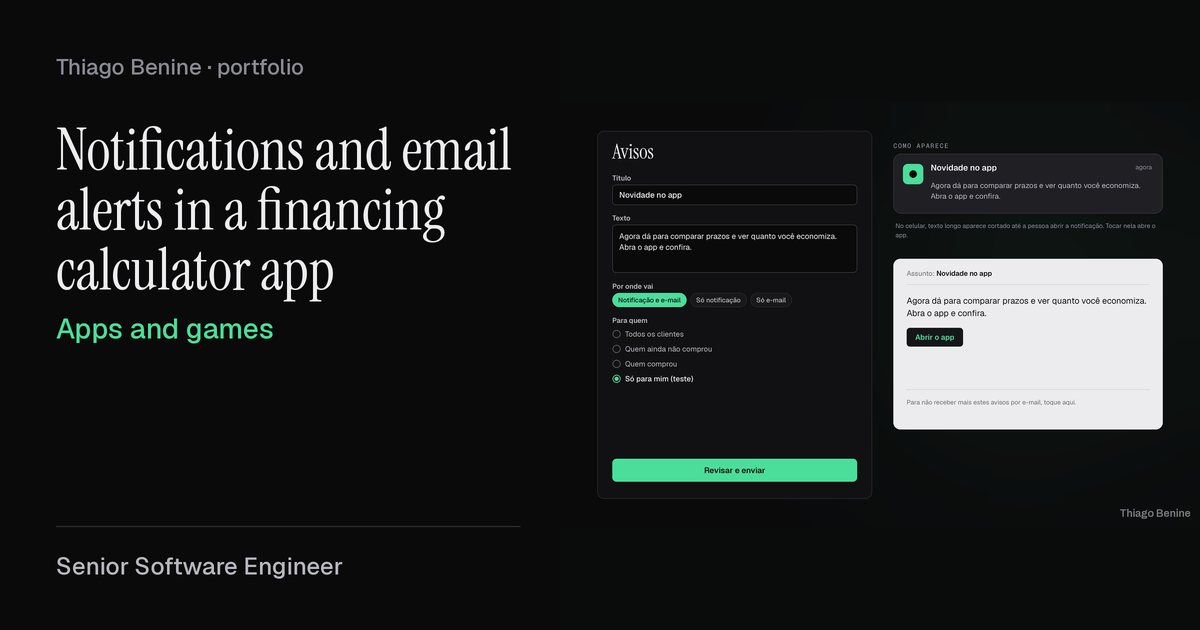 Thiago Benine · portfolio
Notifications and email
alerts in a financing
calculator app
Apps and games
Senior Software Engineer
Avisos
Título
Novidade no app
Texto
Agora dá para comparar prazos e ver quanto você economiza.
Abra o app e confira.
Por onde vai
Notificação e e-mail
Só notificação
Só e-mail
Para quem
Todos os clientes
Quem ainda não comprou
Quem comprou
Só para mim (teste)
Revisar e enviar
COMO APARECE
Novidade no app
agora
Agora dá para comparar prazos e ver quanto você economiza.
Abra o app e confira.
No celular, texto longo aparece cortado até a pessoa abrir a notificação. Tocar nela abre o
app.
Assunto: Novidade no app
Agora dá para comparar prazos e ver quanto você economiza.
Abra o app e confira.
Abrir o app
Para não receber mais estes avisos por e-mail, toque aqui.
Thiago Benine